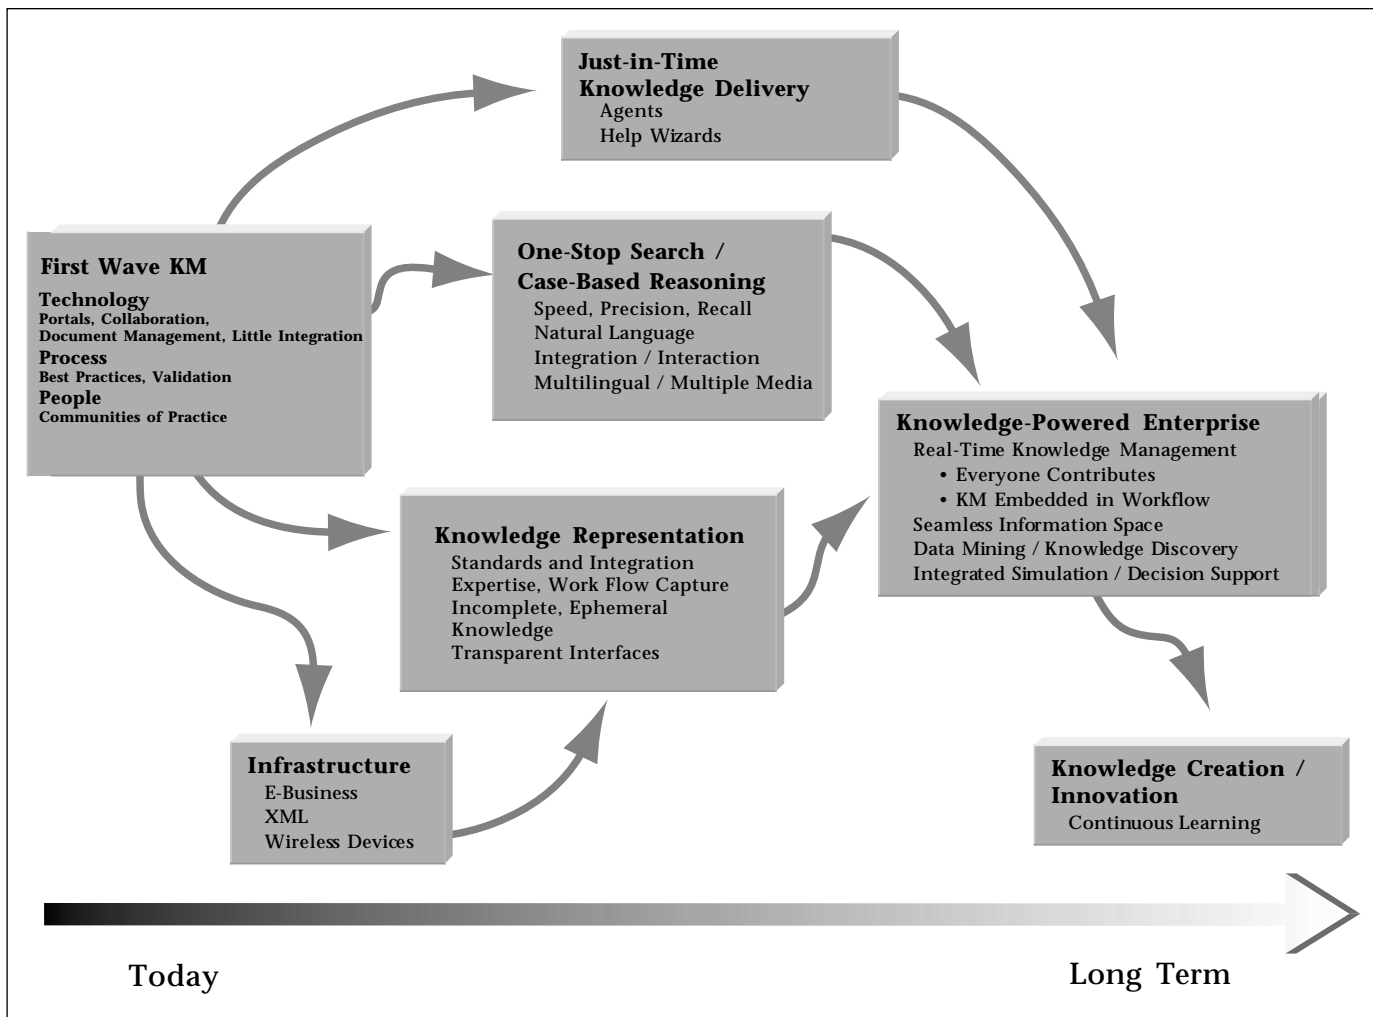 Just-in-Time
Knowledge Delivery
Agents
Help Wizards
First Wave KM
Technology
Portals, Collaboration,
Document Management, Little Integration
Process
Best Practices, Validation
People
Communities of Practice
One-Stop Search /
Case-Based Reasoning
Speed, Precision, Recall
Natural Language
Integration / Interaction
Multilingual / Multiple Media
Knowledge-Powered Enterprise
Real-Time Knowledge Management
• Everyone Contributes
• KM Embedded in Workflow
Seamless Information Space
Data Mining / Knowledge Discovery
Integrated Simulation / Decision Support
Knowledge Representation
Standards and Integration
Expertise, Work Flow Capture
Incomplete, Ephemeral
Knowledge
Transparent Interfaces
Infrastructure
E-Business
XML
Wireless Devices
Knowledge Creation /
Innovation
Continuous Learning
Today
Long Term